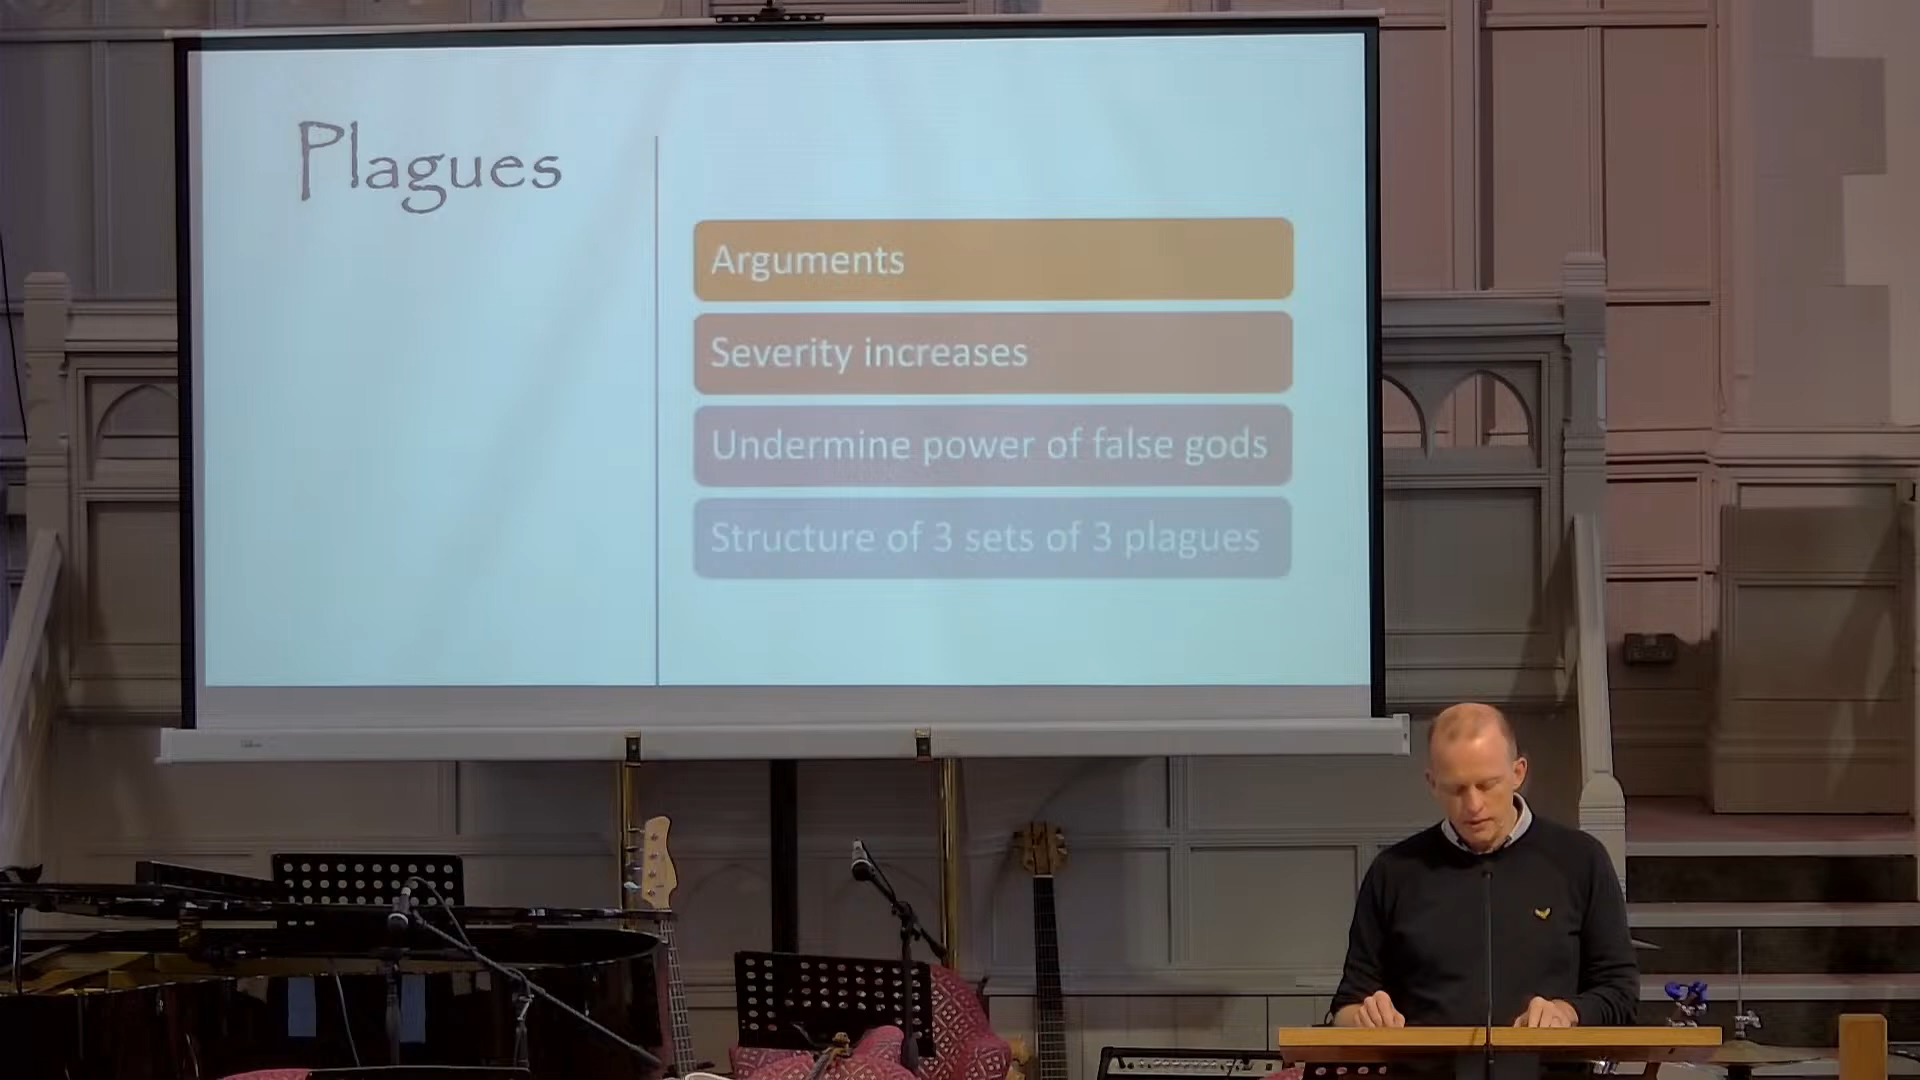 Plagues
Arguments
Severity increases
Undermine power of false gods
Structure of 3 sets of 3 plagues